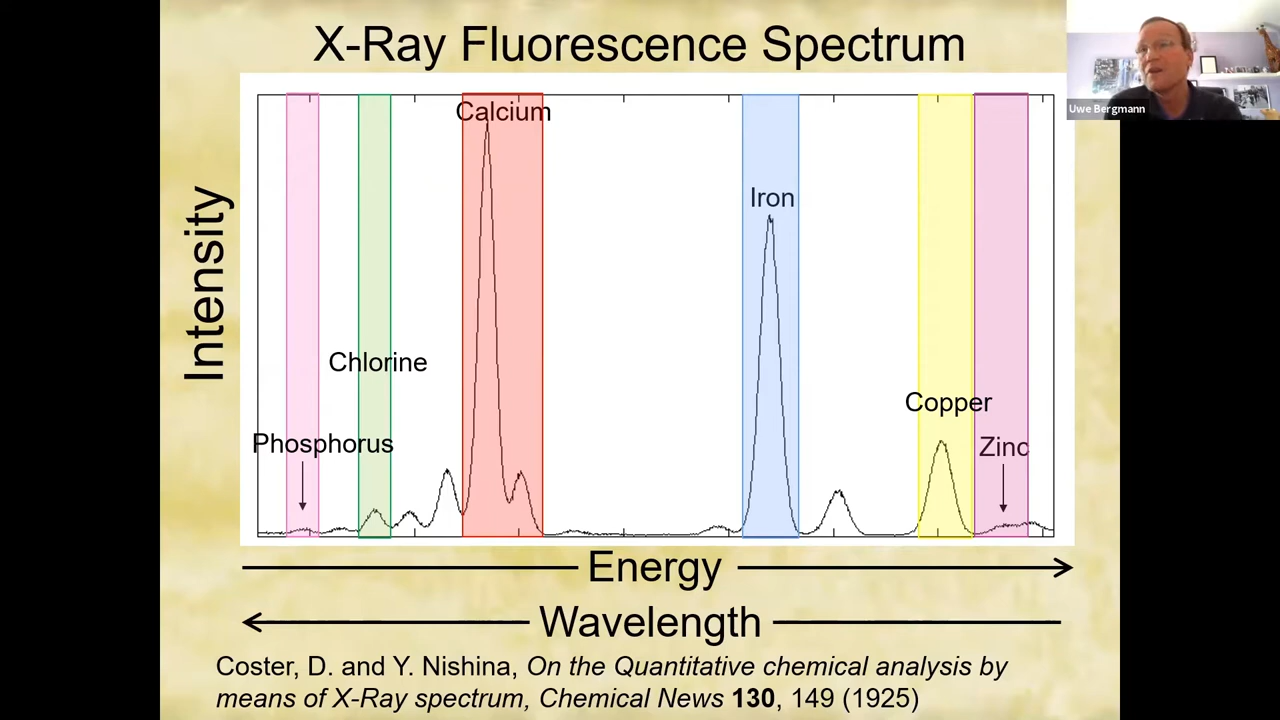 X-Ray Fluorescence Spectrum
Uwe Bergmann
Calcium
Iron
Intensity
Chlorine
Copper
Phosphorus
Zinc
Energy
Wavelength
Coster, D. and Y. Nishina, On the Quantitative chemical analysis by
means of X-Ray spectrum, Chemical News 130, 149 (1925)